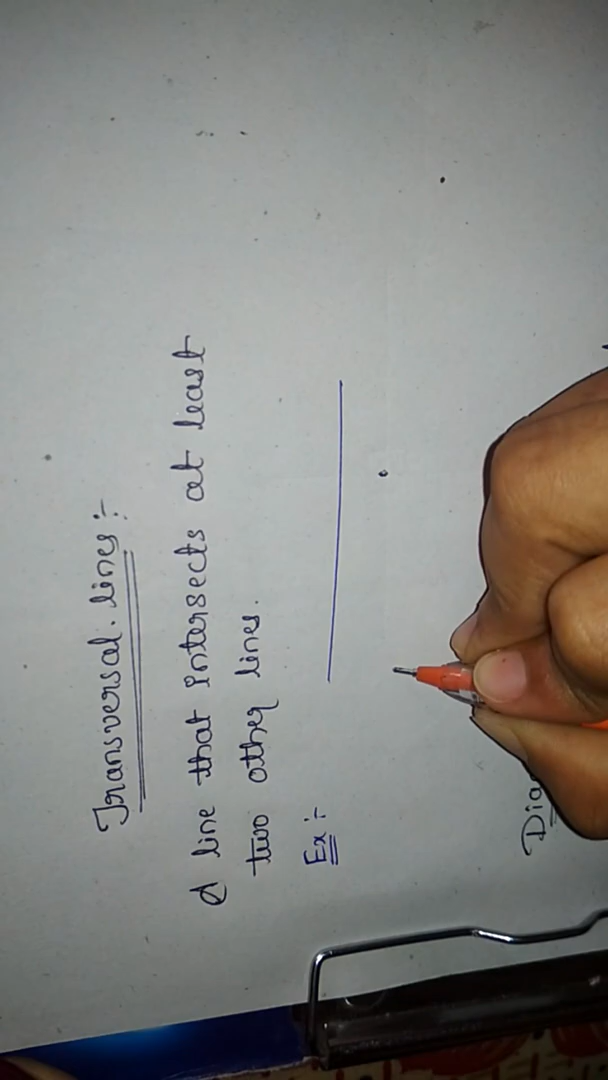 Transversal. lines:-
A line that intersects at least
two other lines.
Ex:-